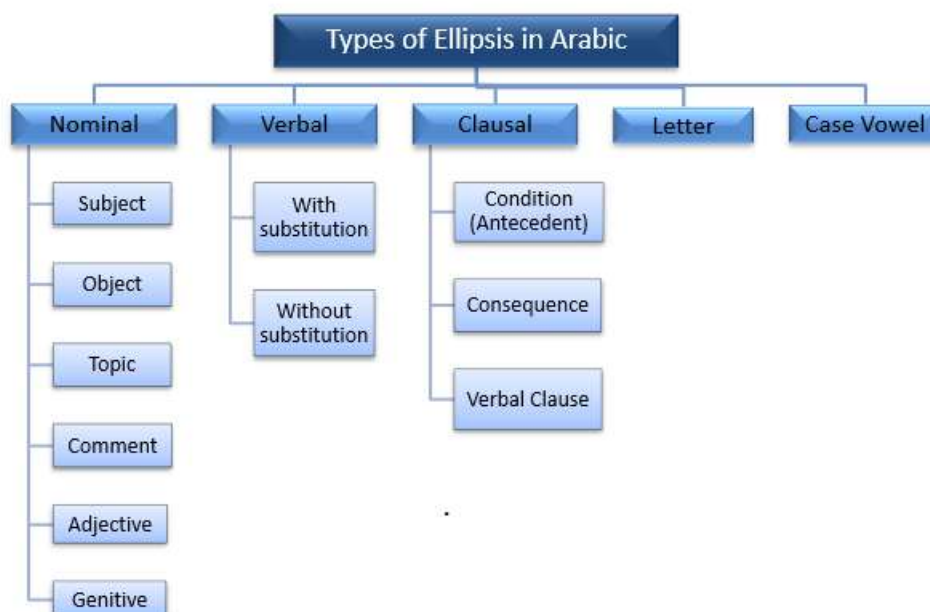 Types of Ellipsis in Arabic
Nominal
Verbal
Clausal
Letter
Case Vowel
Subject
Object
Topic
Comment
Adjective
Genitive
With
substitution
Without
substitution
Condition
(Antecedent)
Consequence
Verbal Clause
.